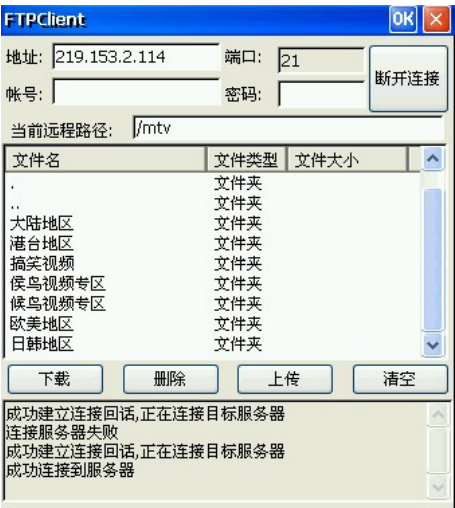 FTPClient OK
地址: 219.153.2.114 端口: 21
断开连接
帐号: 密码:
当前远程路径: /mtv
文件名 文件类型 文件大小
. 文件夹
.. 文件夹
大陆地区 文件夹
港台地区 文件夹
搞笑视频 文件夹
侯鸟视频专区 文件夹
候鸟视频专区 文件夹
欧美地区 文件夹
日韩地区 文件夹
下载 删除 上传 清空
成功建立连接回话,正在连接目标服务器
连接服务器失败
成功建立连接回话,正在连接目标服务器
成功连接到服务器